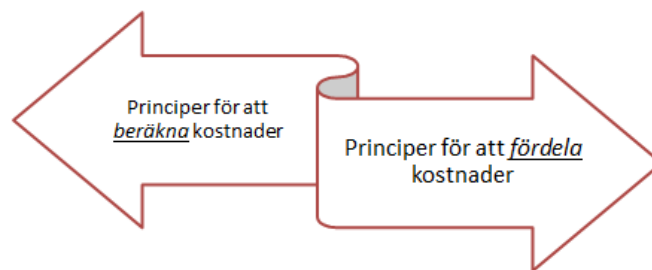 Principer för att
beräkna kostnader
Principer för att fördela
kostnader